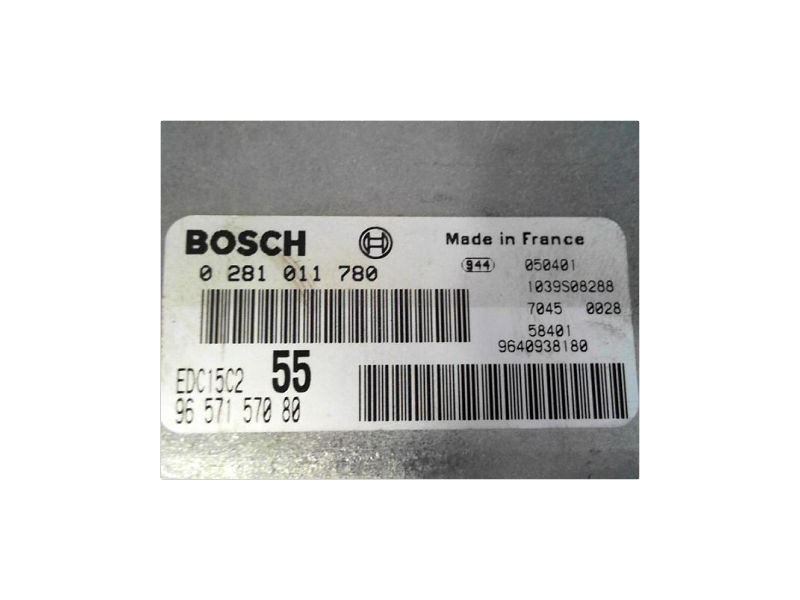 BOSCH Made in France
0 281 011 780 944 050401
1039S08288
7045 0028
58401
9640938180
EDC15C2 55
96 571 570 80